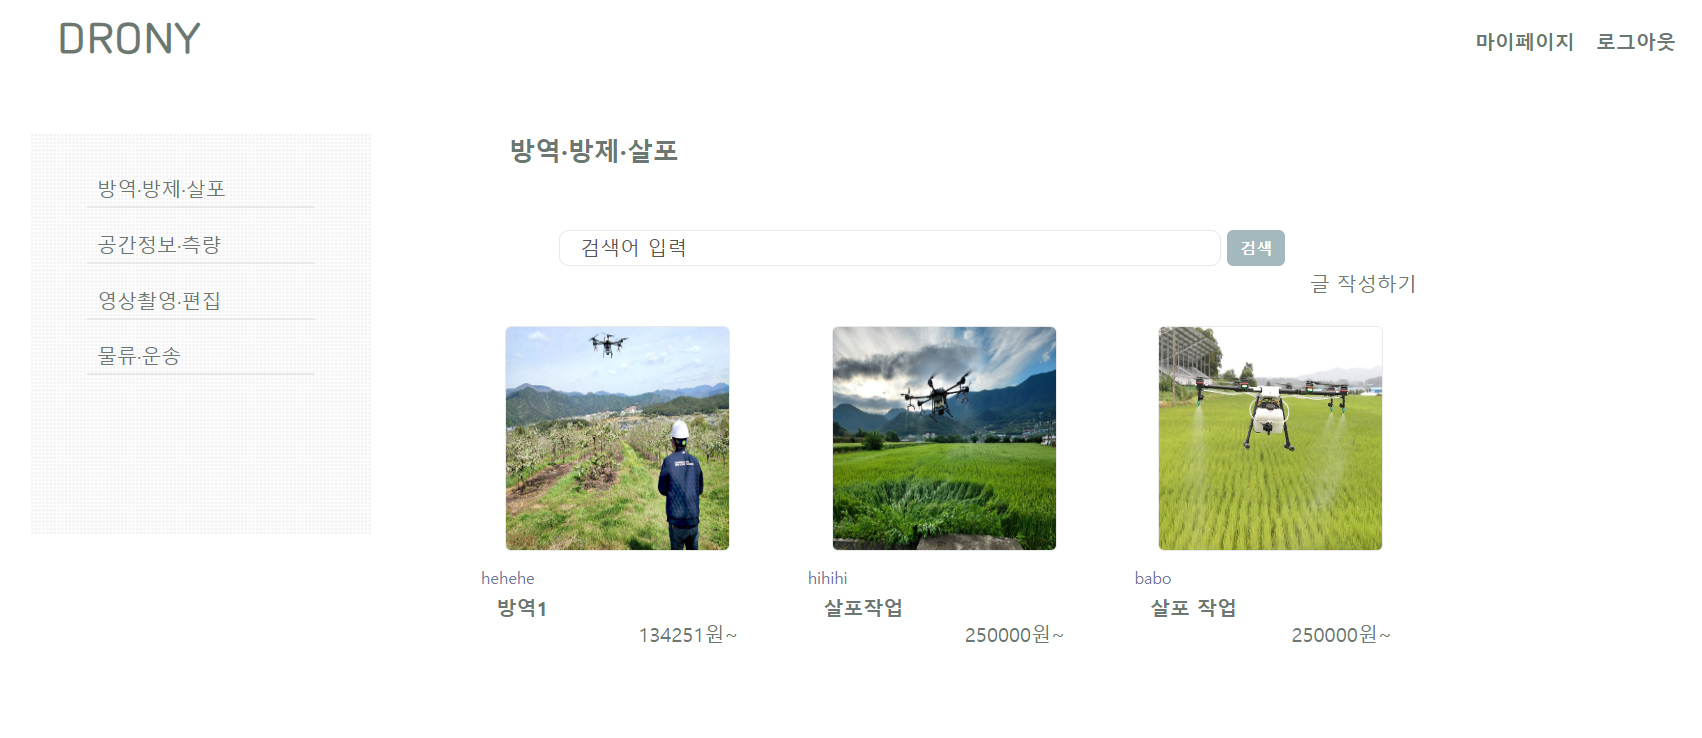 DRONY
마이페이지 로그아웃
방역·방제·살포
공간정보·측량
영상촬영·편집
물류·운송
방역·방제·살포
검색어 입력 검색
글 작성하기
hehehe
방역1
134251원~
hihihi
살포작업
250000원~
babo
살포 작업
250000원~